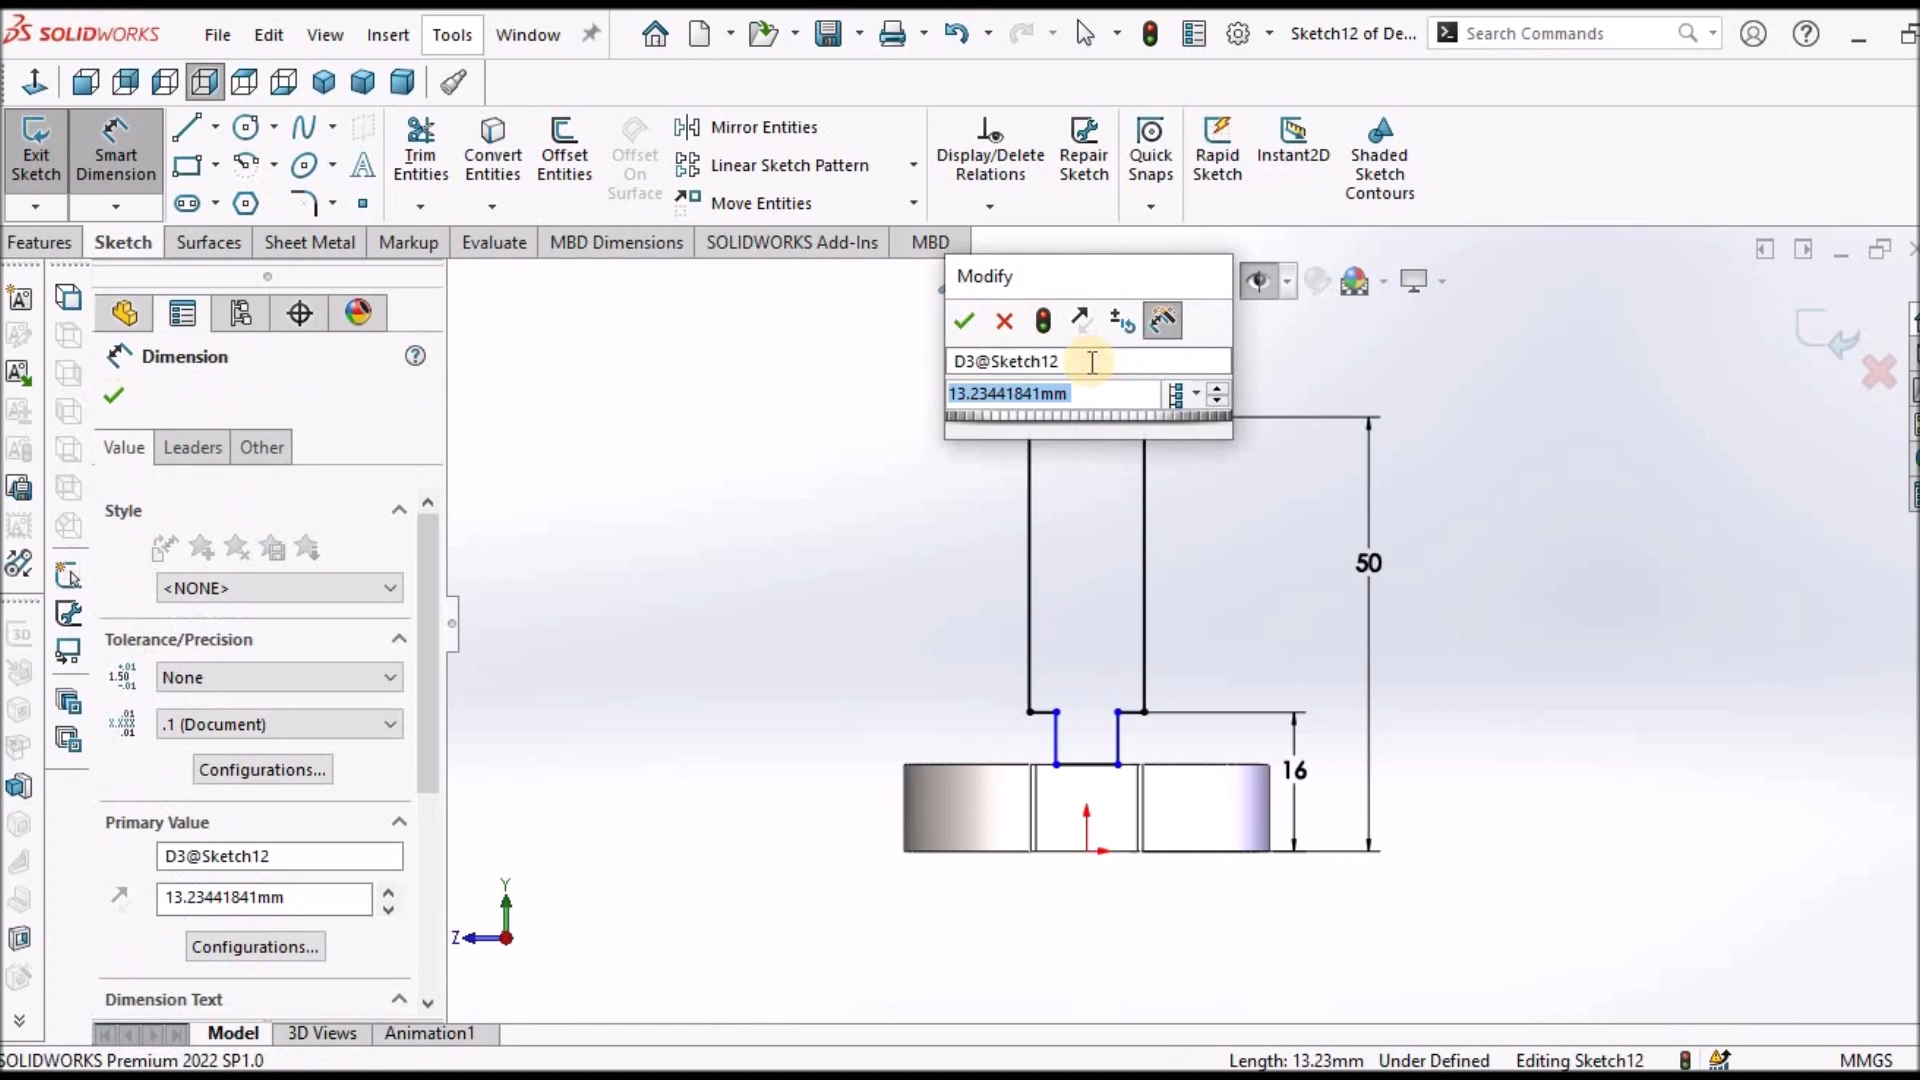 SOLIDWORKS
File Edit View Insert Tools Window
Sketch12 of De...
Search Commands
Exit Sketch
Smart Dimension
Trim Entities
Convert Entities
Offset Entities
Offset On Surface
Mirror Entities
Linear Sketch Pattern
Move Entities
Display/Delete Relations
Repair Sketch
Quick Snaps
Rapid Sketch
Instant2D
Shaded Sketch Contours
Features Sketch Surfaces Sheet Metal Markup Evaluate MBD Dimensions SOLIDWORKS Add-Ins MBD
Modify
D3@Sketch12
13.23441841mm
Dimension
Value Leaders Other
Style
<NONE>
Tolerance/Precision
None
.1 (Document)
Configurations...
Primary Value
D3@Sketch12
13.23441841mm
Configurations...
Dimension Text
50
16
Y
Z
Model 3D Views Animation1
SOLIDWORKS Premium 2022 SP1.0
Length: 13.23mm Under Defined Editing Sketch12 MMGS